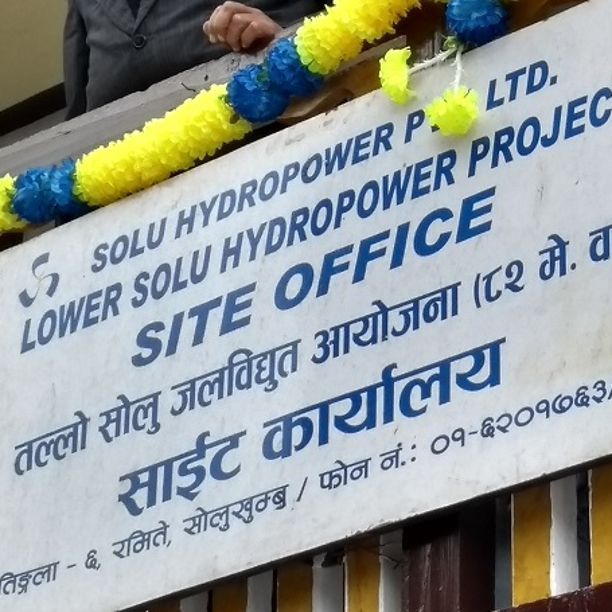 SOLU HYDROPOWER P LTD.
LOWER SOLU HYDROPOWER PROJEC
SITE OFFICE
तल्लो सोलु जलविद्युत आयोजना (८२ मे. वा
साईट कार्यालय
तिङ्गला - ६, रमिते, सोलुखुम्बु / फोन नं.: ०१-६२०१७६३,